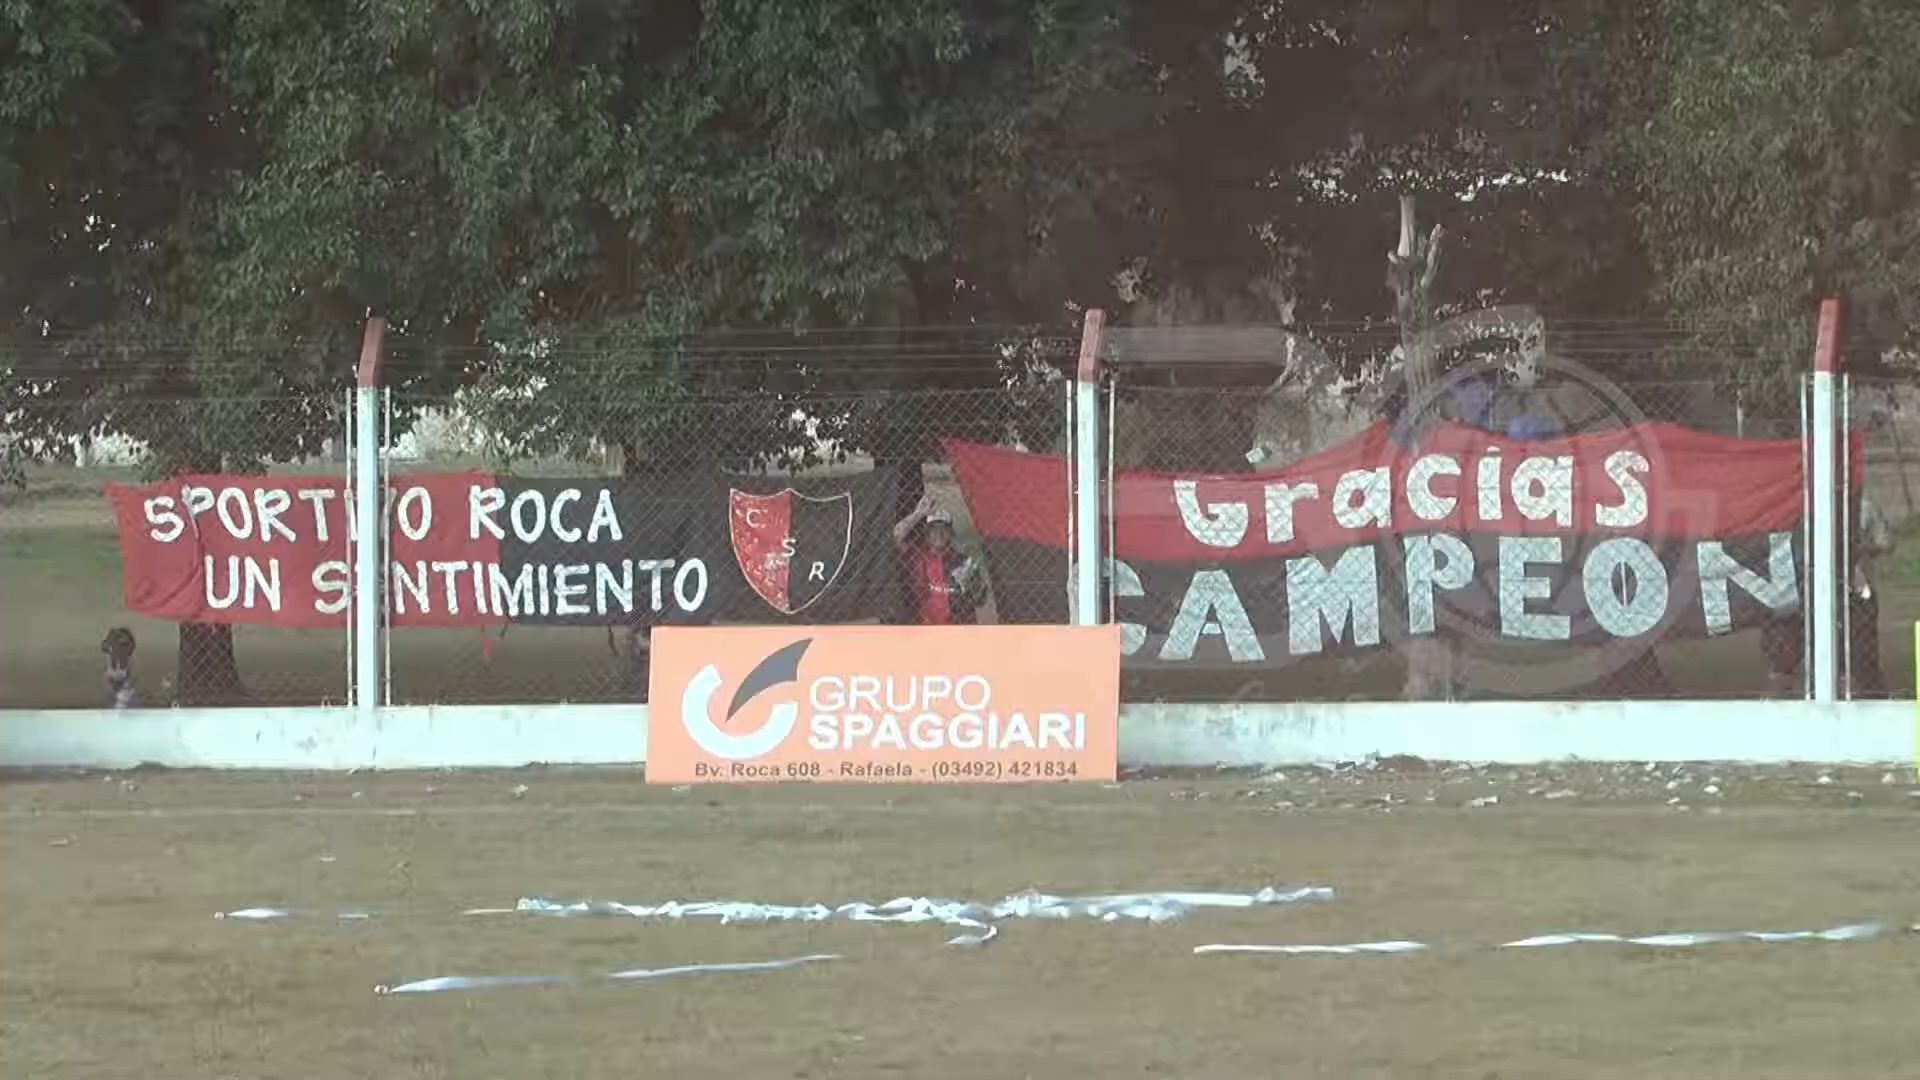 SPORTIVO ROCA
UN SENTIMIENTO
C
S
R
Gracias
CAMPEON
GRUPO
SPAGGIARI
Bv. Roca 608 - Rafaela - (03492) 421834